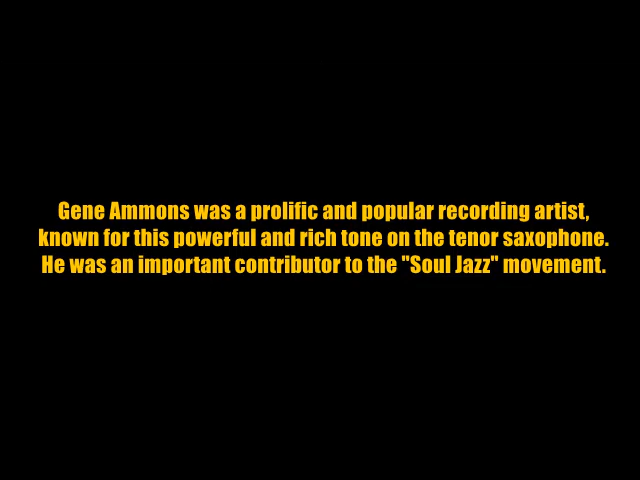 Gene Ammons was a prolific and popular recording artist,
known for this powerful and rich tone on the tenor saxophone.
He was an important contributor to the "Soul Jazz" movement.